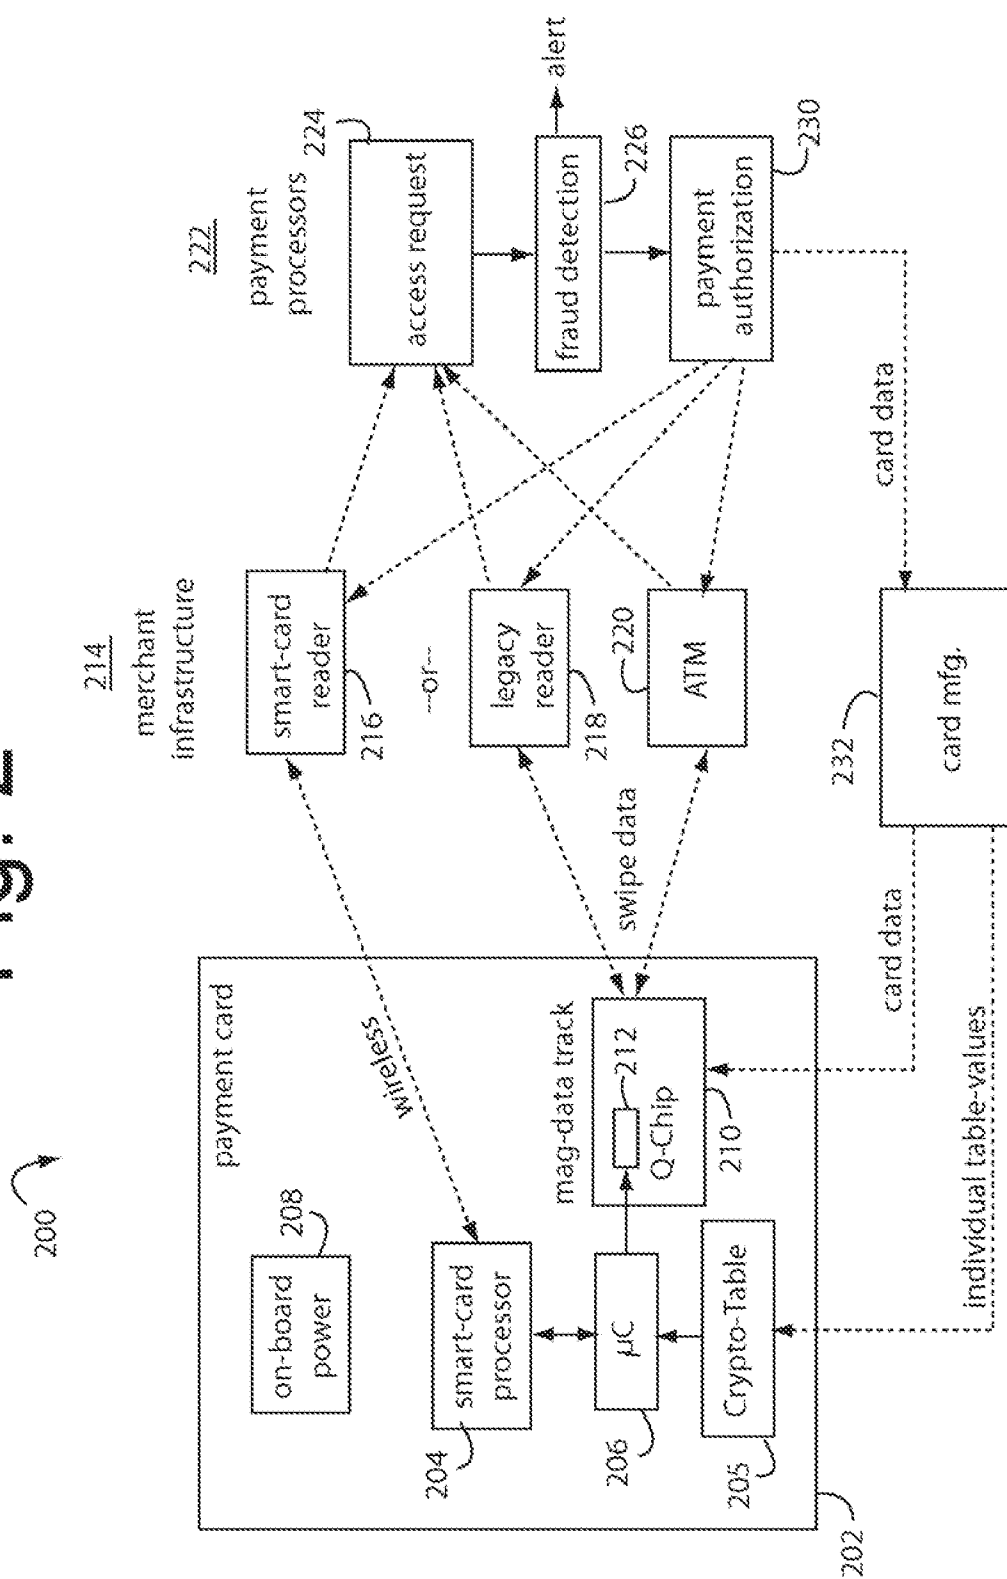 200
payment card
on-board
power
208
wireless
smart-card
processor
204
μC
206
Crypto-Table
205
mag-data track
212
Q-Chip
210
202
214
merchant
infrastructure
smart-card
reader
216
--or--
legacy
reader
218
swipe data
220
ATM
222
payment
processors
224
access request
fraud detection
alert
226
payment
authorization
230
card data
232
card mfg.
card data
individual table-values